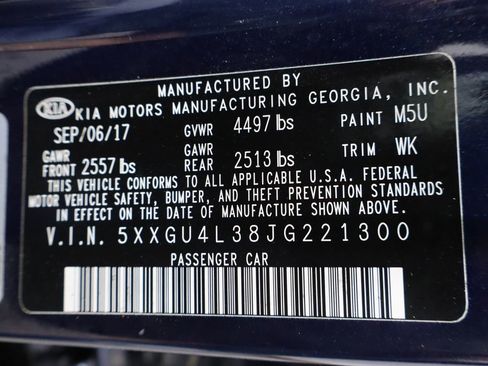 MANUFACTURED BY
KIA KIA MOTORS MANUFACTURING GEORGIA, INC.
SEP/06/17 GVWR 4497 lbs PAINT M5U
GAWR FRONT 2557 lbs GAWR REAR 2513 lbs TRIM WK
THIS VEHICLE CONFORMS TO ALL APPLICABLE U.S.A. FEDERAL
MOTOR VEHICLE SAFETY, BUMPER, AND THEFT PREVENTION STANDARDS
IN EFFECT ON THE DATE OF MANUFACTURE SHOWN ABOVE.
V.I.N. 5XXGU4L38JG221300
PASSENGER CAR